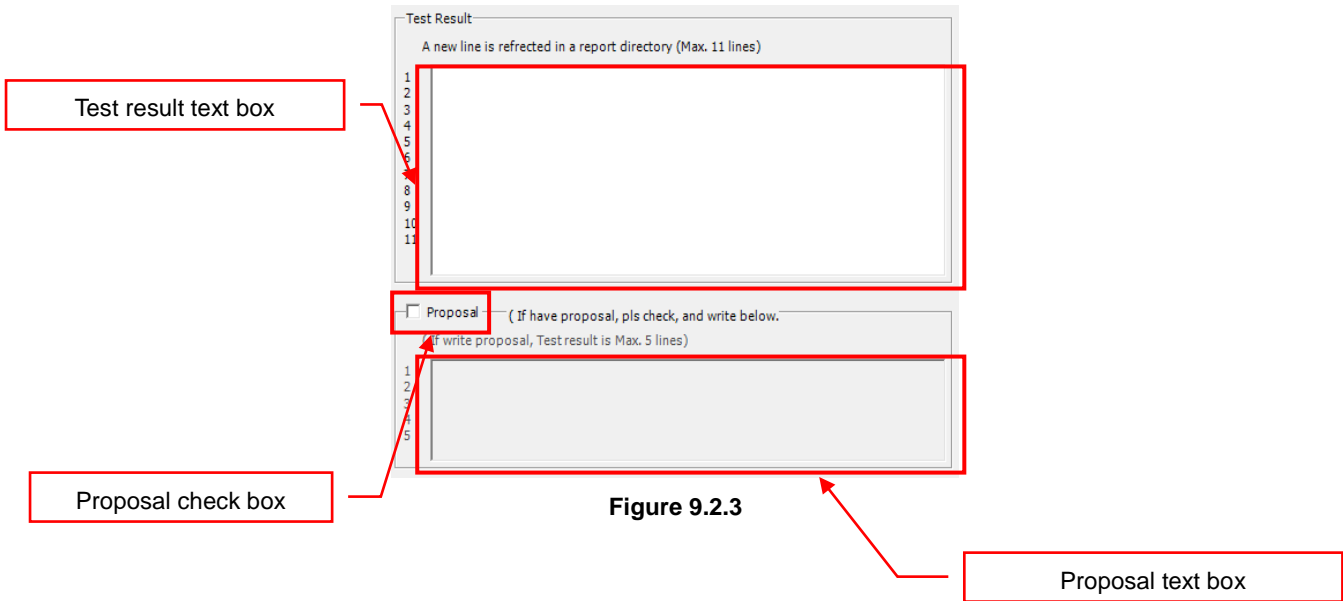 Test Result
A new line is refrected in a report directory (Max. 11 lines)
1
2
3
4
5
6
7
8
9
10
11
Test result text box
Proposal ( If have proposal, pls check, and write below.
( If write proposal, Test result is Max. 5 lines)
1
2
3
4
5
Proposal check box
Figure 9.2.3
Proposal text box